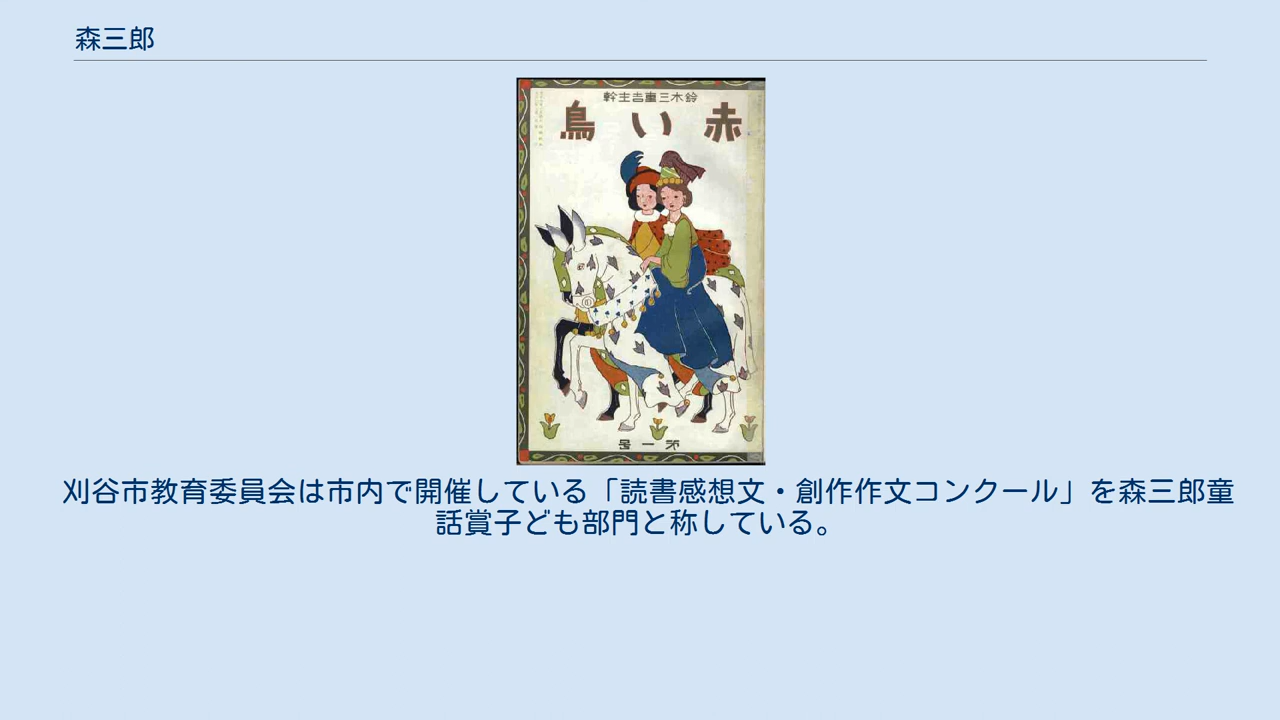 森三郎
鈴木三重吉主幹
赤い鳥
第一号
刈谷市教育委員会は市内で開催している「読書感想文・創作作文コンクール」を森三郎童
話賞子ども部門と称している。